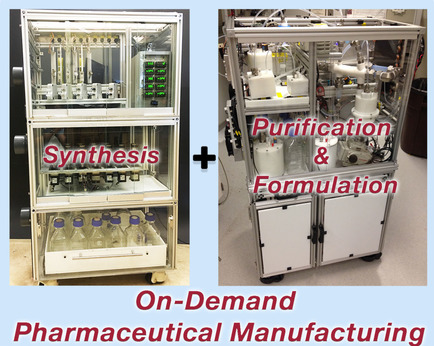 Synthesis
+
Purification
&
Formulation
On-Demand
Pharmaceutical Manufacturing